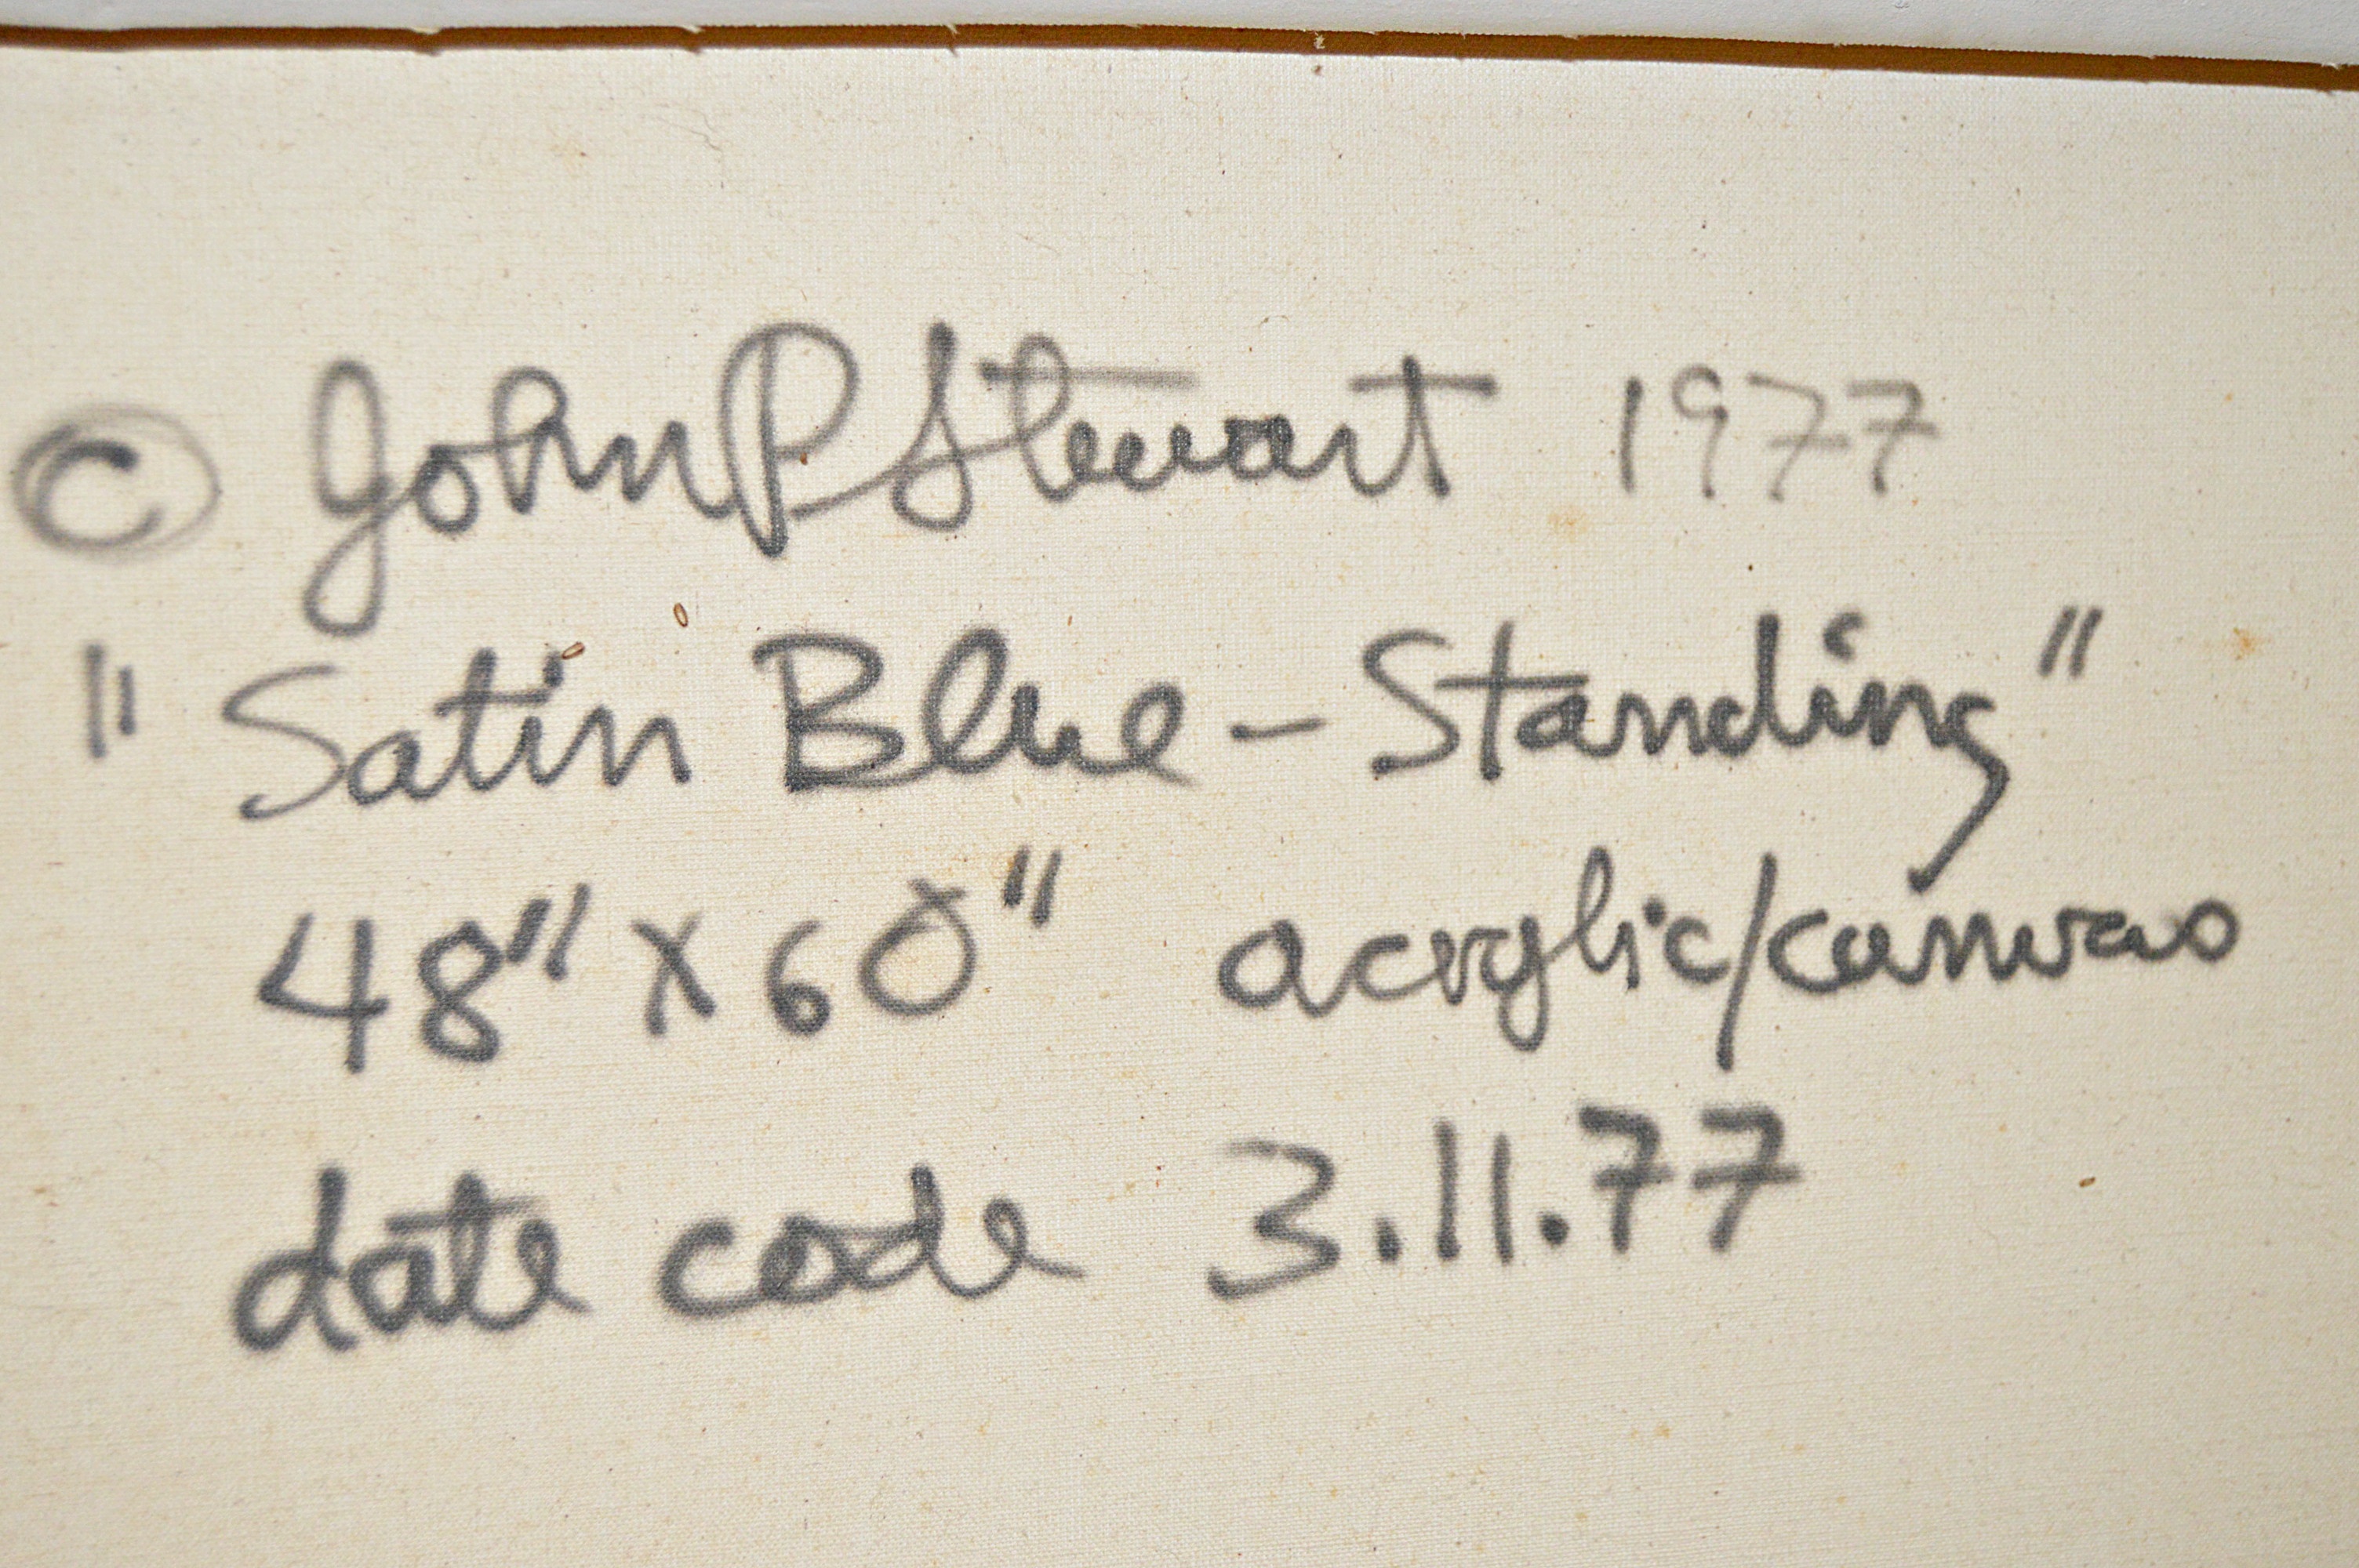 © John P Stewart 1977
" Satin Blue – Standing "
48" x 60" acrylic/canvas
date code 3.11.77